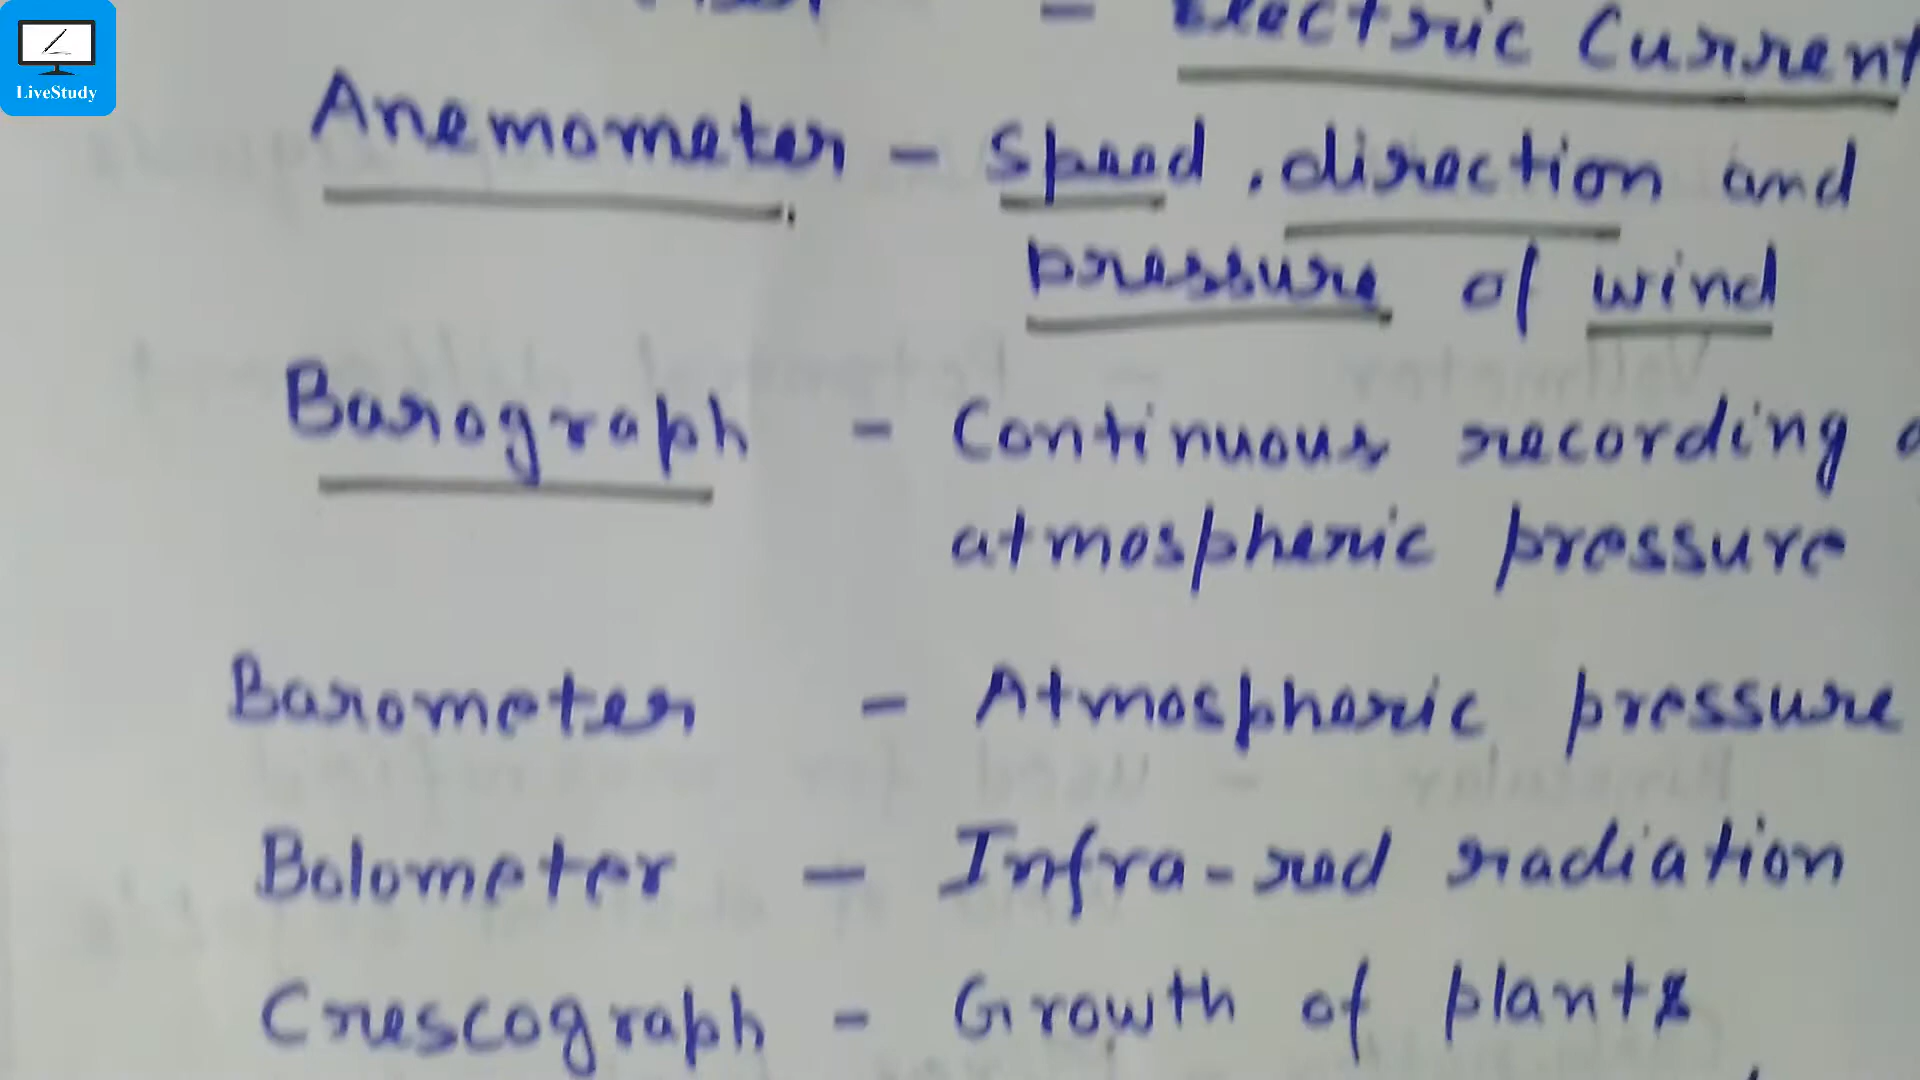 LiveStudy
- Electric Current
Anemometer - Speed, direction and
pressure of wind
Barograph - Continuous recording
atmospheric pressure
Barometer - Atmospheric pressure
Bolometer - Infra-red radiation
Crescograph - Growth of plants